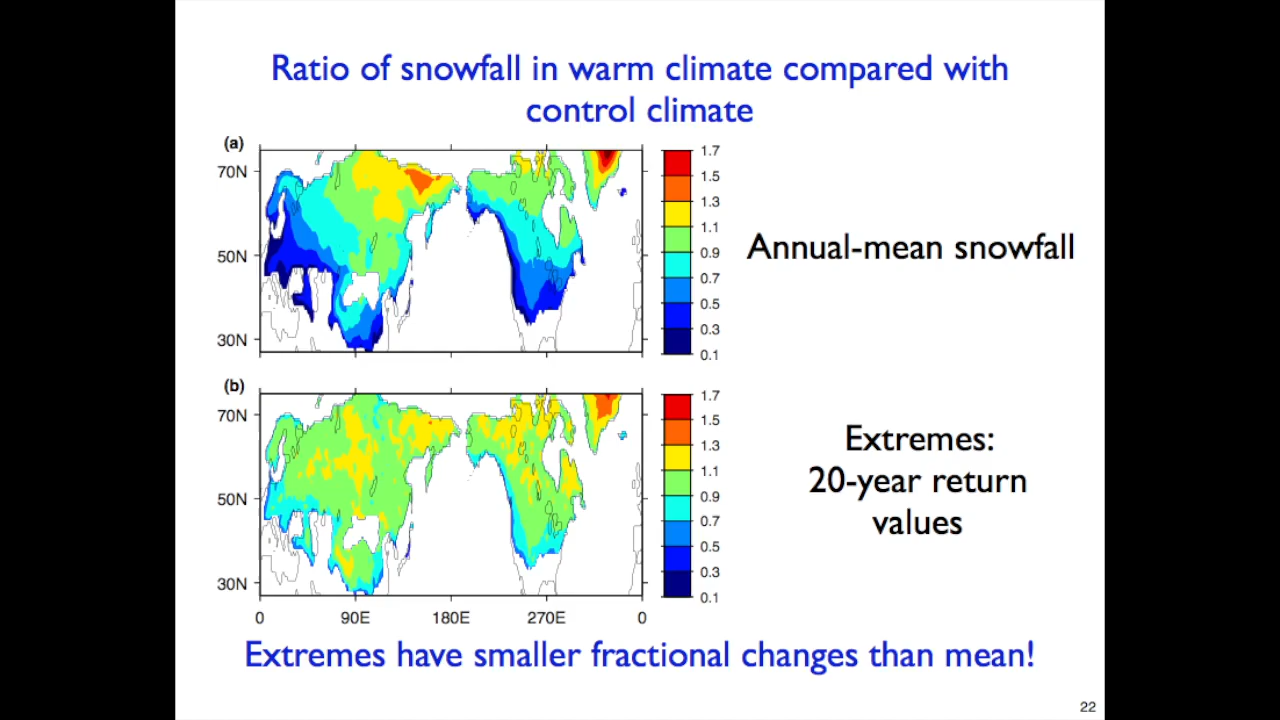 Ratio of snowfall in warm climate compared with
control climate
(a)
70N
50N
30N
1.7
1.5
1.3
1.1
0.9
0.7
0.5
0.3
0.1
Annual-mean snowfall
(b)
70N
50N
30N
0
90E
180E
270E
0
1.7
1.5
1.3
1.1
0.9
0.7
0.5
0.3
0.1
Extremes:
20-year return
values
Extremes have smaller fractional changes than mean!
22